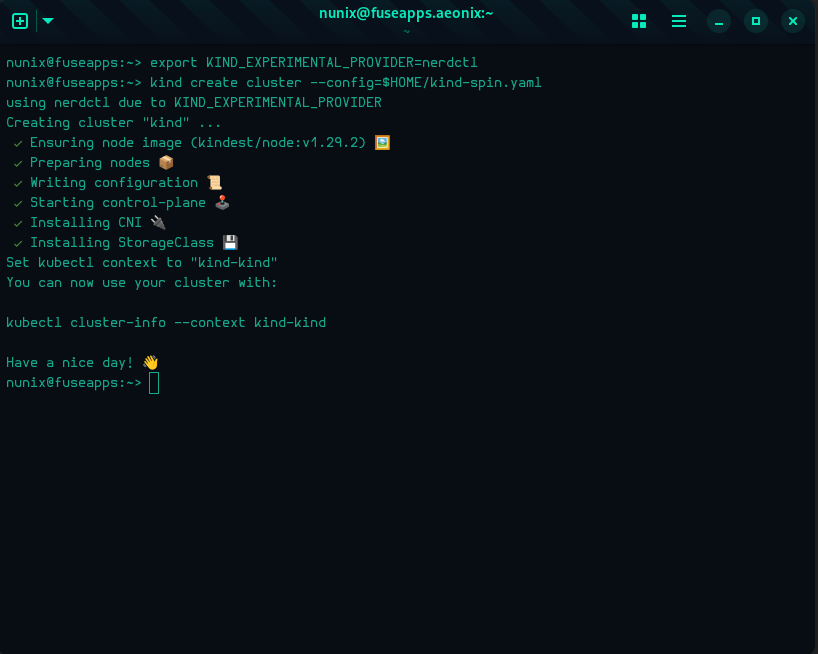 nunix@fuseapps.aeonix:~
~
nunix@fuseapps:~> export KIND_EXPERIMENTAL_PROVIDER=nerdctl
nunix@fuseapps:~> kind create cluster --config=$HOME/kind-spin.yaml
using nerdctl due to KIND_EXPERIMENTAL_PROVIDER
Creating cluster "kind" ...
✓ Ensuring node image (kindest/node:v1.29.2) 🖼️
✓ Preparing nodes 📦
✓ Writing configuration 📜
✓ Starting control-plane 🕹️
✓ Installing CNI 🔌
✓ Installing StorageClass 💾
Set kubectl context to "kind-kind"
You can now use your cluster with:
kubectl cluster-info --context kind-kind
Have a nice day! 👋
nunix@fuseapps:~>